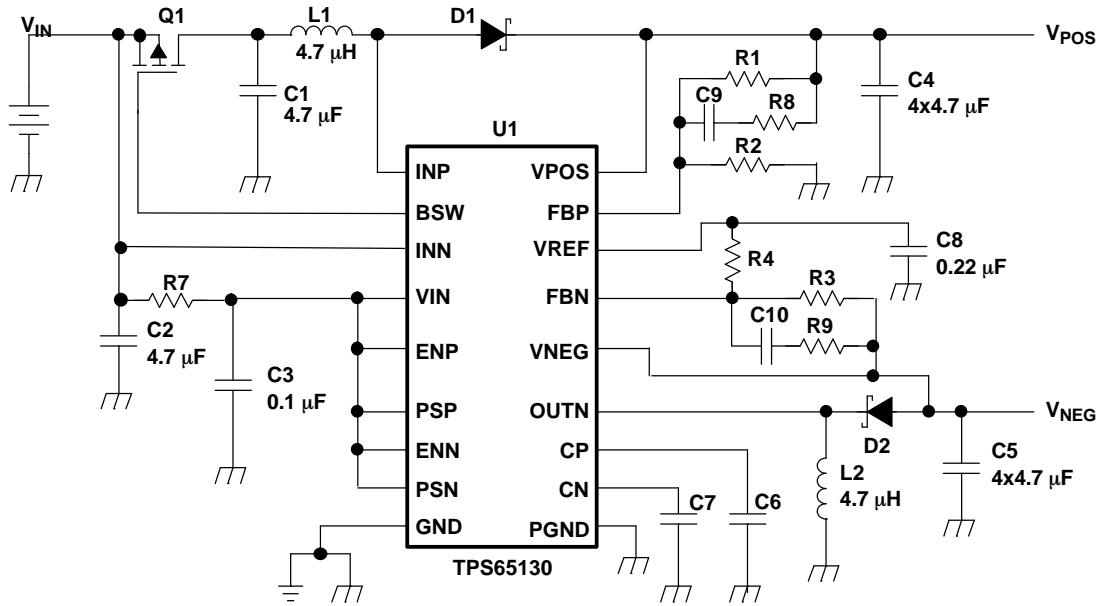 V_IN
Q1
L1
4.7 µH
D1
V_POS
C1
4.7 µF
R1
C9
R8
R2
C4
4x4.7 µF
U1
INP
VPOS
BSW
FBP
INN
VREF
VIN
FBN
ENP
VNEG
PSP
OUTN
ENN
CP
PSN
CN
GND
PGND
TPS65130
R7
C2
4.7 µF
C3
0.1 µF
R4
C8
0.22 µF
R3
C10
R9
V_NEG
D2
C5
4x4.7 µF
L2
4.7 µH
C7
C6